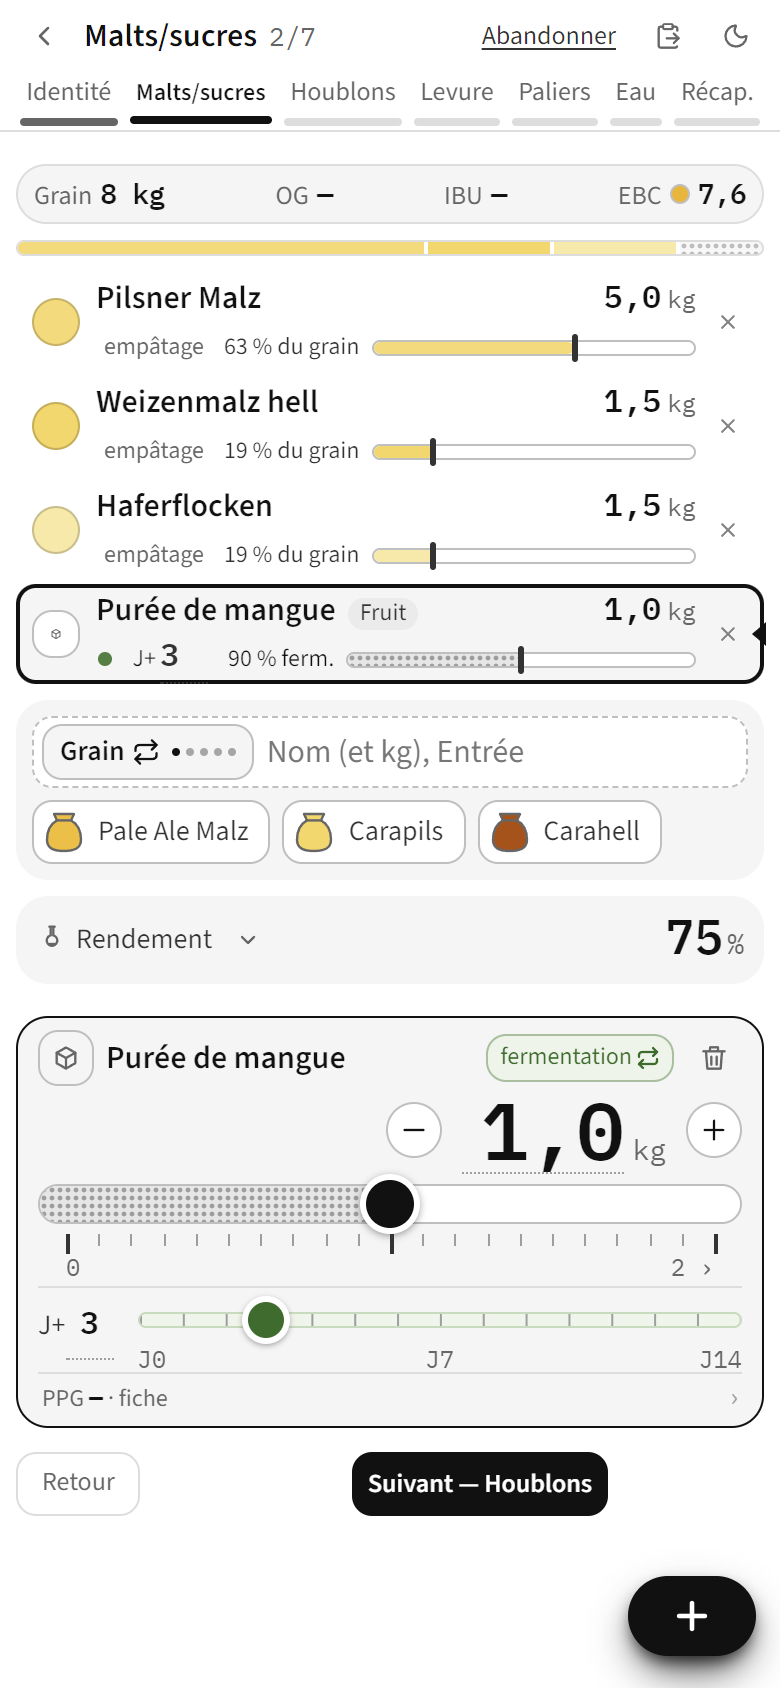 Malts/sucres 2/7 Abandonner
Identité Malts/sucres Houblons Levure Paliers Eau Récap.
Grain 8 kg OG – IBU – EBC 7,6
Pilsner Malz 5,0 kg
empâtage 63 % du grain
Weizenmalz hell 1,5 kg
empâtage 19 % du grain
Haferflocken 1,5 kg
empâtage 19 % du grain
Purée de mangue Fruit 1,0 kg
J+ 3 90 % ferm.
Grain Nom (et kg), Entrée
Pale Ale Malz Carapils Carahell
Rendement 75 %
Purée de mangue fermentation
1,0 kg
0 2 ›
J+ 3
J0 J7 J14
PPG – · fiche ›
Retour Suivant — Houblons